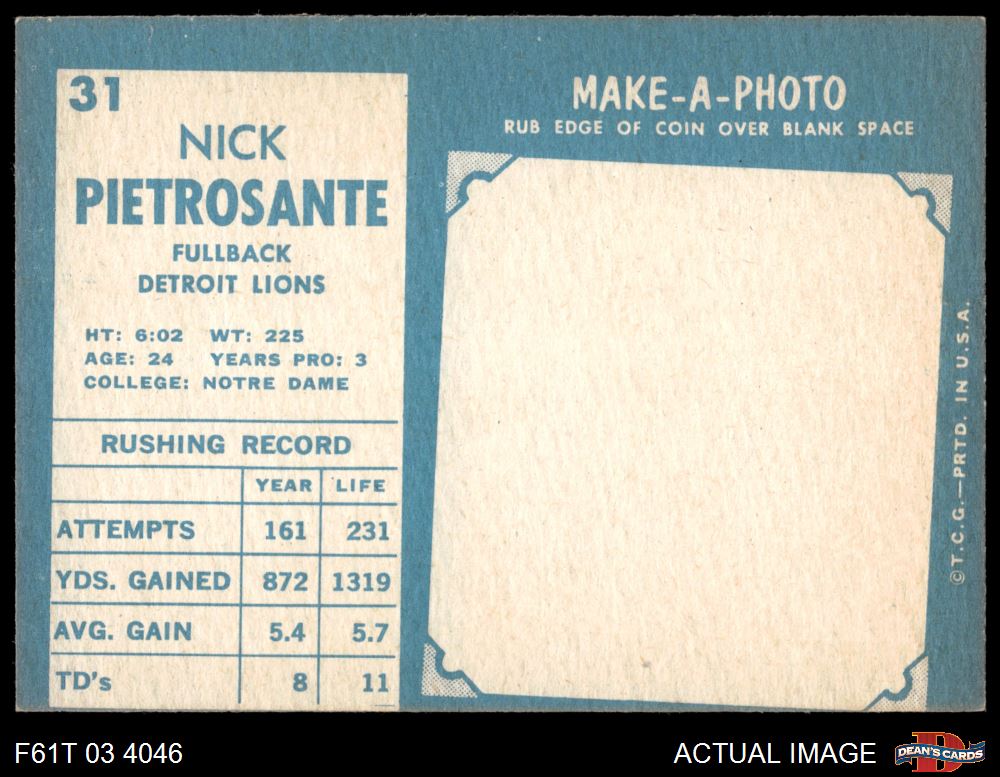 31
NICK
PIETROSANTE
FULLBACK
DETROIT LIONS
HT: 6:02 WT: 225
AGE: 24 YEARS PRO: 3
COLLEGE: NOTRE DAME
RUSHING RECORD
YEAR LIFE
ATTEMPTS 161 231
YDS. GAINED 872 1319
AVG. GAIN 5.4 5.7
TD's 8 11
MAKE-A-PHOTO
RUB EDGE OF COIN OVER BLANK SPACE
©T.C.G.—PRTD. IN U.S.A.
F61T 03 4046
ACTUAL IMAGE
D
DEAN'S CARDS